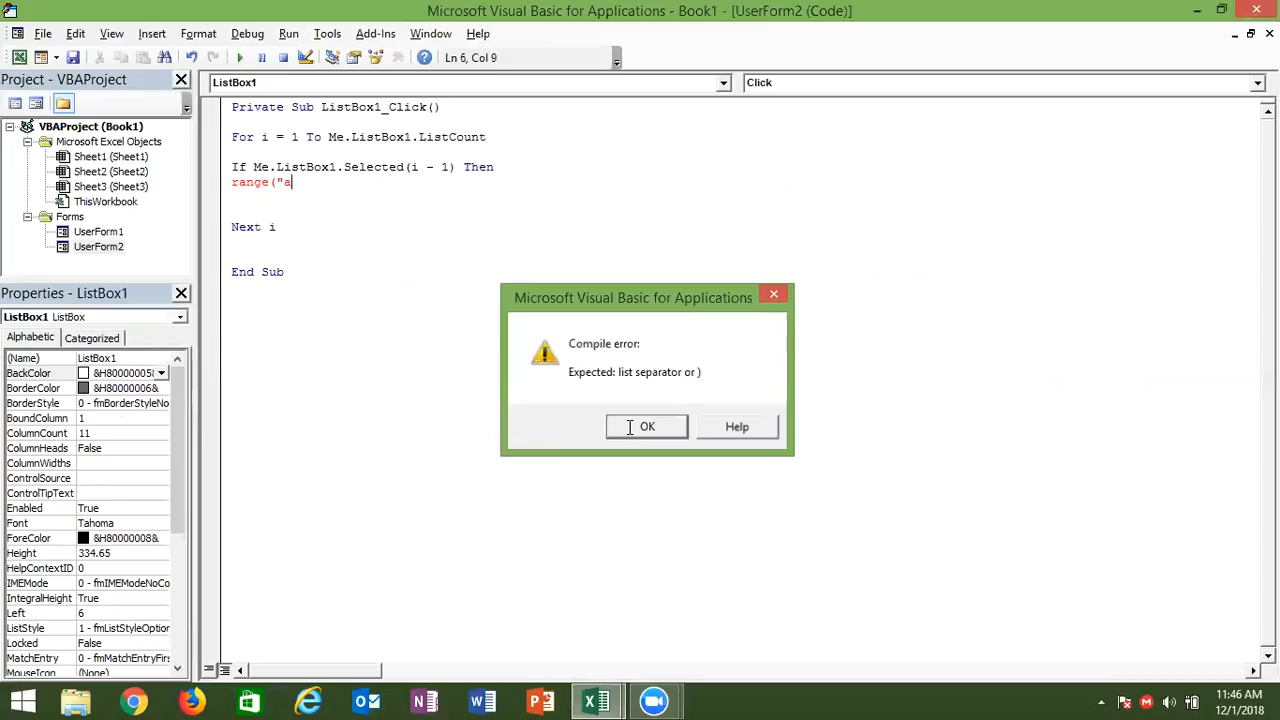 Microsoft Visual Basic for Applications - Book1 - [UserForm2 (Code)]
File Edit View Insert Format Debug Run Tools Add-Ins Window Help
Ln 6, Col 9
Project - VBAProject
VBAProject (Book1)
Microsoft Excel Objects
Sheet1 (Sheet1)
Sheet2 (Sheet2)
Sheet3 (Sheet3)
ThisWorkbook
Forms
UserForm1
UserForm2
Properties - ListBox1
ListBox1 ListBox
Alphabetic Categorized
(Name) ListBox1
BackColor &H80000005&
BorderColor &H80000006&
BorderStyle 0 - fmBorderStyleNo
BoundColumn 1
ColumnCount 11
ColumnHeads False
ColumnWidths
ControlSource
ControlTipText
Enabled True
Font Tahoma
ForeColor &H80000008&
Height 334.65
HelpContextID 0
IMEMode 0 - fmIMEModeNoCo
IntegralHeight True
Left 6
ListStyle 1 - fmListStyleOption
Locked False
MatchEntry 0 - fmMatchEntryFirs
MouseIcon (None)
ListBox1 Click
Private Sub ListBox1_Click()
For i = 1 To Me.ListBox1.ListCount
If Me.ListBox1.Selected(i - 1) Then
range("a
Next i
End Sub
Microsoft Visual Basic for Applications
Compile error:
Expected: list separator or )
OK Help
11:46 AM
12/1/2018